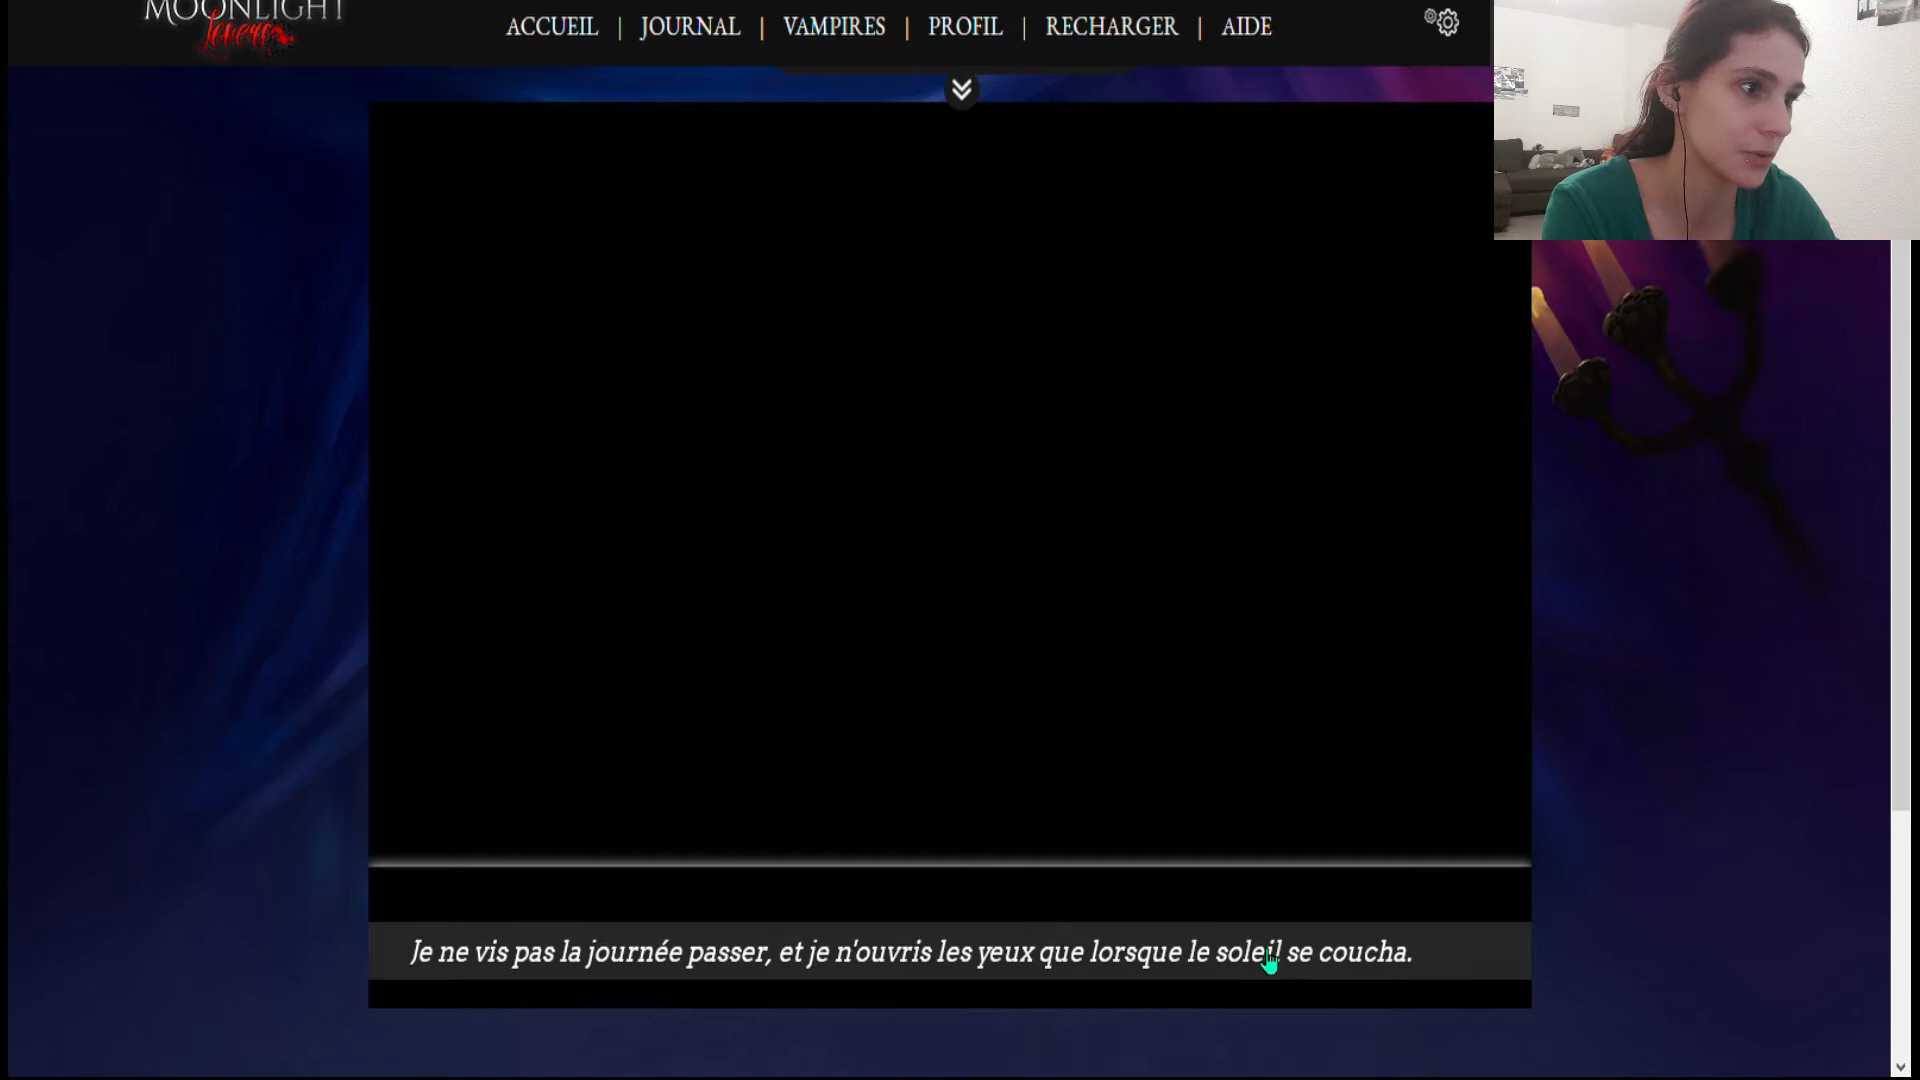 MOONLIGHT
Lovers
ACCUEIL | JOURNAL | VAMPIRES | PROFIL | RECHARGER | AIDE
Je ne vis pas la journée passer, et je n'ouvris les yeux que lorsque le soleil se coucha.